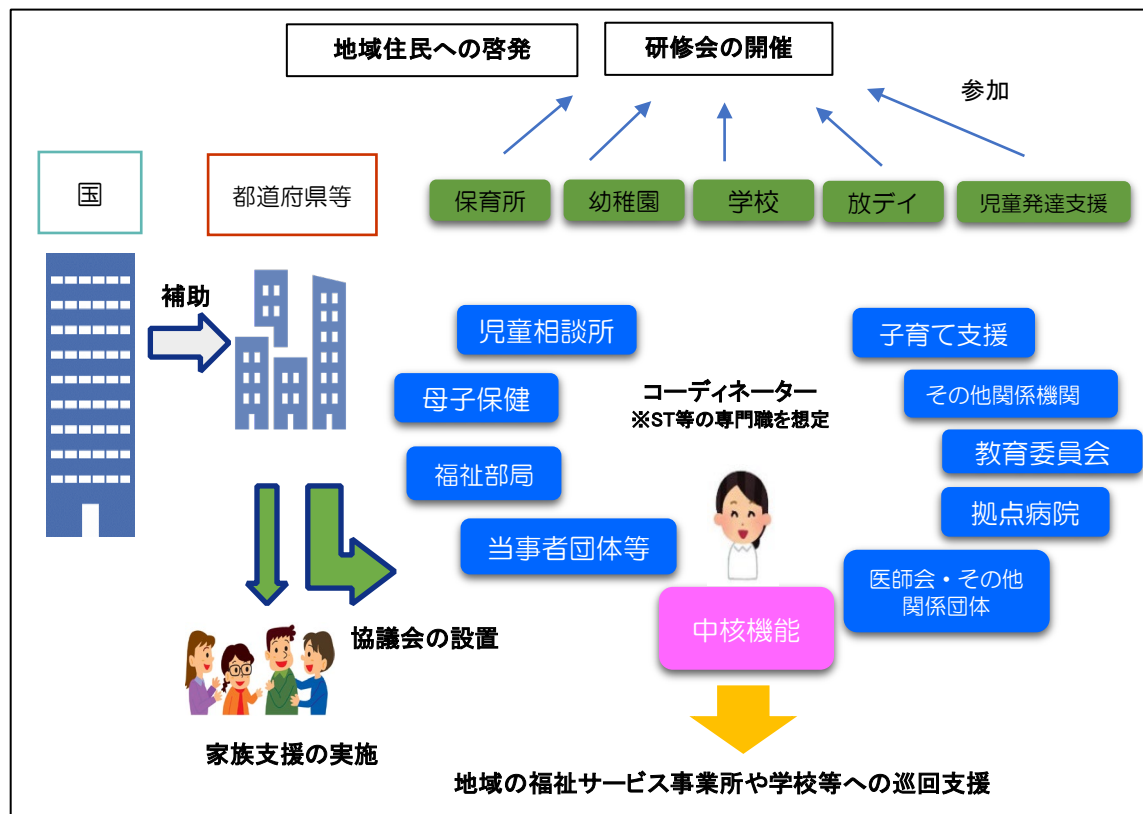 地域住民への啓発
研修会の開催
参加
国
都道府県等
保育所
幼稚園
学校
放デイ
児童発達支援
補助
児童相談所
子育て支援
母子保健
コーディネーター
※ST等の専門職を想定
その他関係機関
福祉部局
教育委員会
拠点病院
当事者団体等
医師会・その他
関係団体
中核機能
協議会の設置
家族支援の実施
地域の福祉サービス事業所や学校等への巡回支援